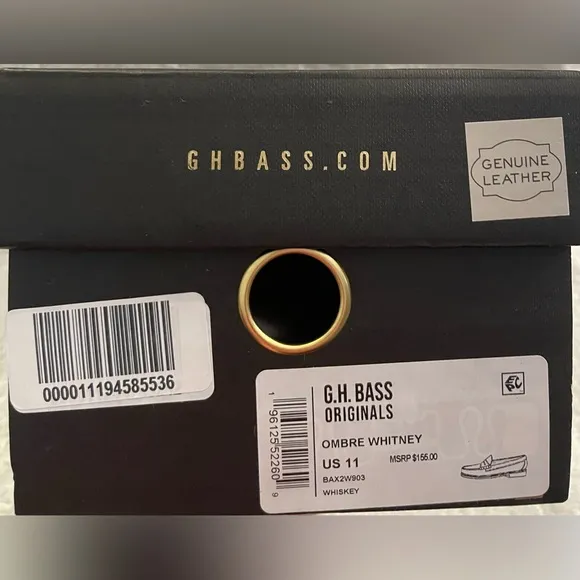 GHBASS.COM
GENUINE
LEATHER
000011194585536
1 96125 52260 9
G.H. BASS
ORIGINALS
OMBRE WHITNEY
US 11
MSRP $155.00
BAX2W903
WHISKEY